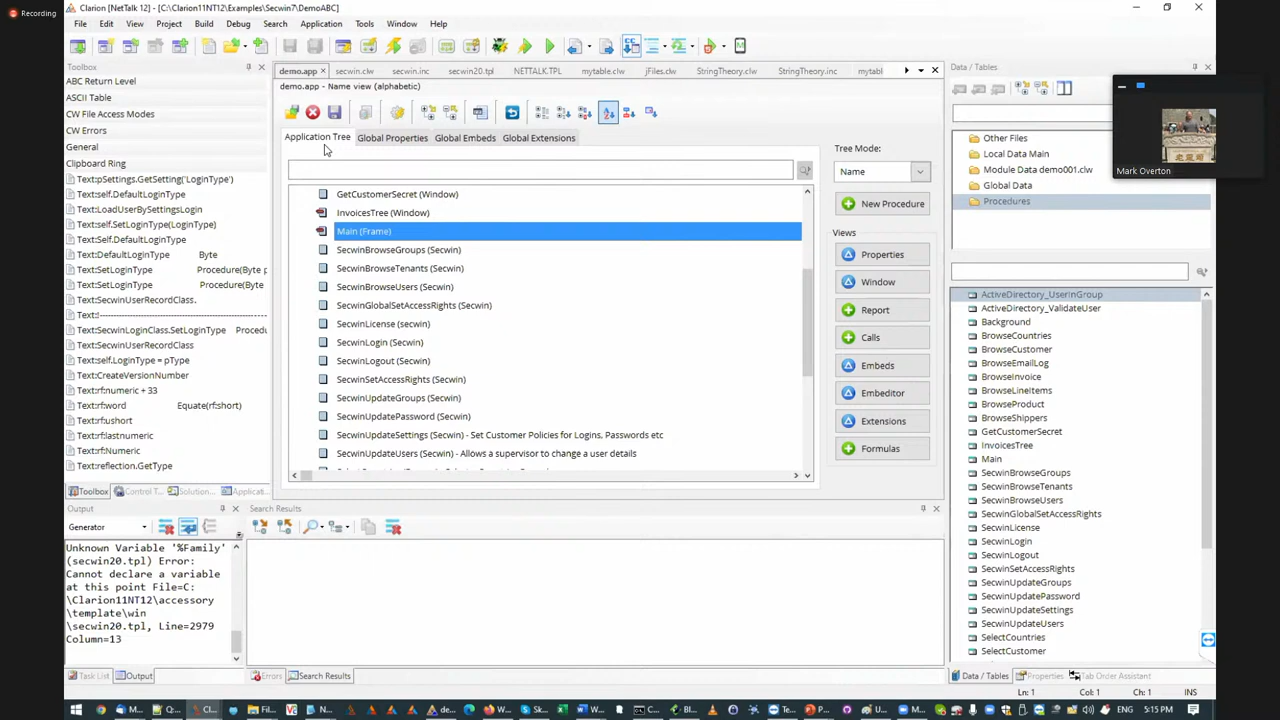 Recording
Clarion [NetTalk 12] - [C:\Clarion11NT12\Examples\Secwin7\DemoABC]
File Edit View Project Build Debug Search Application Tools Window Help
Toolbox
ABC Return Level
ASCII Table
CW File Access Modes
CW Errors
General
Clipboard Ring
Text:pSettings.GetSetting('LoginType')
Text:self.DefaultLoginType
Text:LoadUserBySettingsLogin
Text:self.SetLoginType(LoginType)
Text:Self.DefaultLoginType
Text:DefaultLoginType Byte
Text:SetLoginType Procedure(Byte p
Text:SetLoginType Procedure(Byte
Text:SecwinUserRecordClass.
Text:!
Text:SecwinLoginClass.SetLoginType Proced
Text:SecwinUserRecordClass
Text:self.LoginType = pType
Text:CreateVersionNumber
Text:rf:numeric + 33
Text:rf:word Equate(rf:short)
Text:rf:ushort
Text:rf:lastnumeric
Text:rf:Numeric
Text:reflection.GetType
Toolbox Control T... Solution... Applicat...
demo.app secwin.clw secwin.inc secwin20.tpl NETTALK.TPL mytable.clw jFiles.clw StringTheory.clw StringTheory.inc mytabl
demo.app - Name view (alphabetic)
Application Tree Global Properties Global Embeds Global Extensions
GetCustomerSecret (Window)
InvoicesTree (Window)
Main (Frame)
SecwinBrowseGroups (Secwin)
SecwinBrowseTenants (Secwin)
SecwinBrowseUsers (Secwin)
SecwinGlobalSetAccessRights (Secwin)
SecwinLicense (secwin)
SecwinLogin (Secwin)
SecwinLogout (Secwin)
SecwinSetAccessRights (Secwin)
SecwinUpdateGroups (Secwin)
SecwinUpdatePassword (Secwin)
SecwinUpdateSettings (Secwin) - Set Customer Policies for Logins, Passwords etc
SecwinUpdateUsers (Secwin) - Allows a supervisor to change a user details
Tree Mode:
Name
New Procedure
Views
Properties
Window
Report
Calls
Embeds
Embeditor
Extensions
Formulas
Data / Tables
Mark Overton
Other Files
Local Data Main
Module Data demo001.clw
Global Data
Procedures
ActiveDirectory_UserInGroup
ActiveDirectory_ValidateUser
Background
BrowseCountries
BrowseCustomer
BrowseEmailLog
BrowseInvoice
BrowseLineItems
BrowseProduct
BrowseShippers
GetCustomerSecret
InvoicesTree
Main
SecwinBrowseGroups
SecwinBrowseTenants
SecwinBrowseUsers
SecwinGlobalSetAccessRights
SecwinLicense
SecwinLogin
SecwinLogout
SecwinSetAccessRights
SecwinUpdateGroups
SecwinUpdatePassword
SecwinUpdateSettings
SecwinUpdateUsers
SelectCountries
SelectCustomer
Data / Tables Properties Tab Order Assistant
Output
Generator
Unknown Variable '%Family'
(secwin20.tpl) Error:
Cannot declare a variable
at this point File=C:
\Clarion11NT12\accessory
\template\win
\secwin20.tpl, Line=2979
Column=13
Task List Output
Search Results
Errors Search Results
Ln: 1 Col: 1 Ch: 1 INS
ENG 5:15 PM